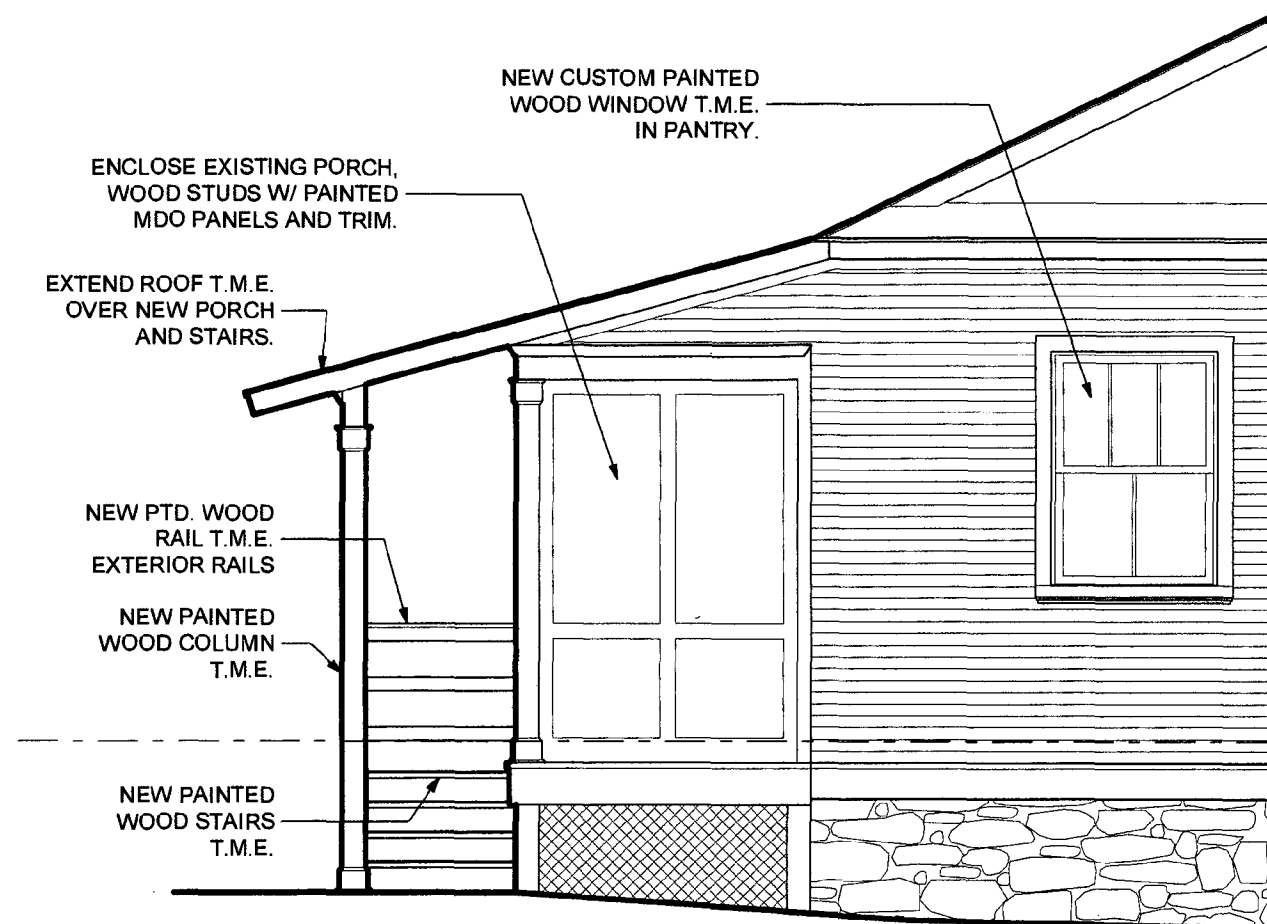 NEW CUSTOM PAINTED
WOOD WINDOW T.M.E.
IN PANTRY.
ENCLOSE EXISTING PORCH,
WOOD STUDS W/ PAINTED
MDO PANELS AND TRIM.
EXTEND ROOF T.M.E.
OVER NEW PORCH
AND STAIRS.
NEW PTD. WOOD
RAIL T.M.E.
EXTERIOR RAILS
NEW PAINTED
WOOD COLUMN
T.M.E.
NEW PAINTED
WOOD STAIRS
T.M.E.